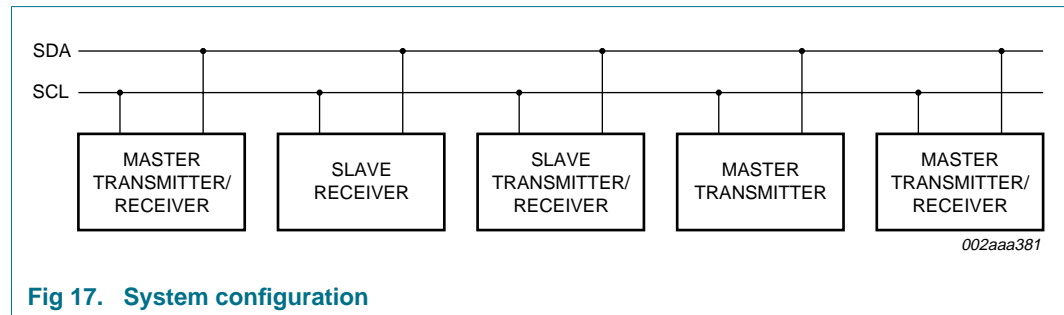 SDA
SCL
MASTER
TRANSMITTER/
RECEIVER
SLAVE
RECEIVER
SLAVE
TRANSMITTER/
RECEIVER
MASTER
TRANSMITTER
MASTER
TRANSMITTER/
RECEIVER
002aaa381
Fig 17. System configuration